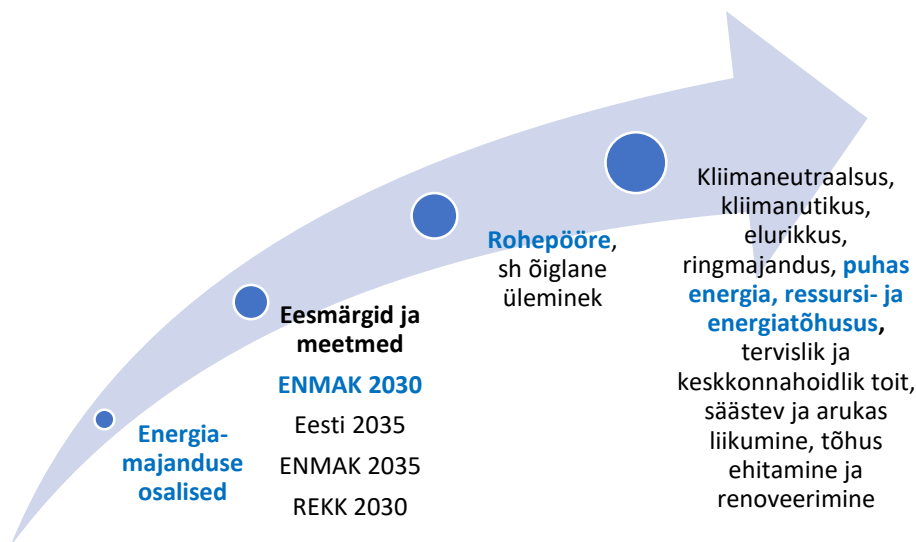 Energia-
majanduse
osalised
Eesmärgid ja
meetmed
ENMAK 2030
Eesti 2035
ENMAK 2035
REKK 2030
Rohepööre,
sh õiglane
üleminek
Kliimaneutraalsus,
kliimanutikus,
elurikkus,
ringmajandus, puhas
energia, ressursi- ja
energiatõhusus,
tervislik ja
keskkonnahoidlik toit,
säästev ja arukas
liikumine, tõhus
ehitamine ja
renoveerimine